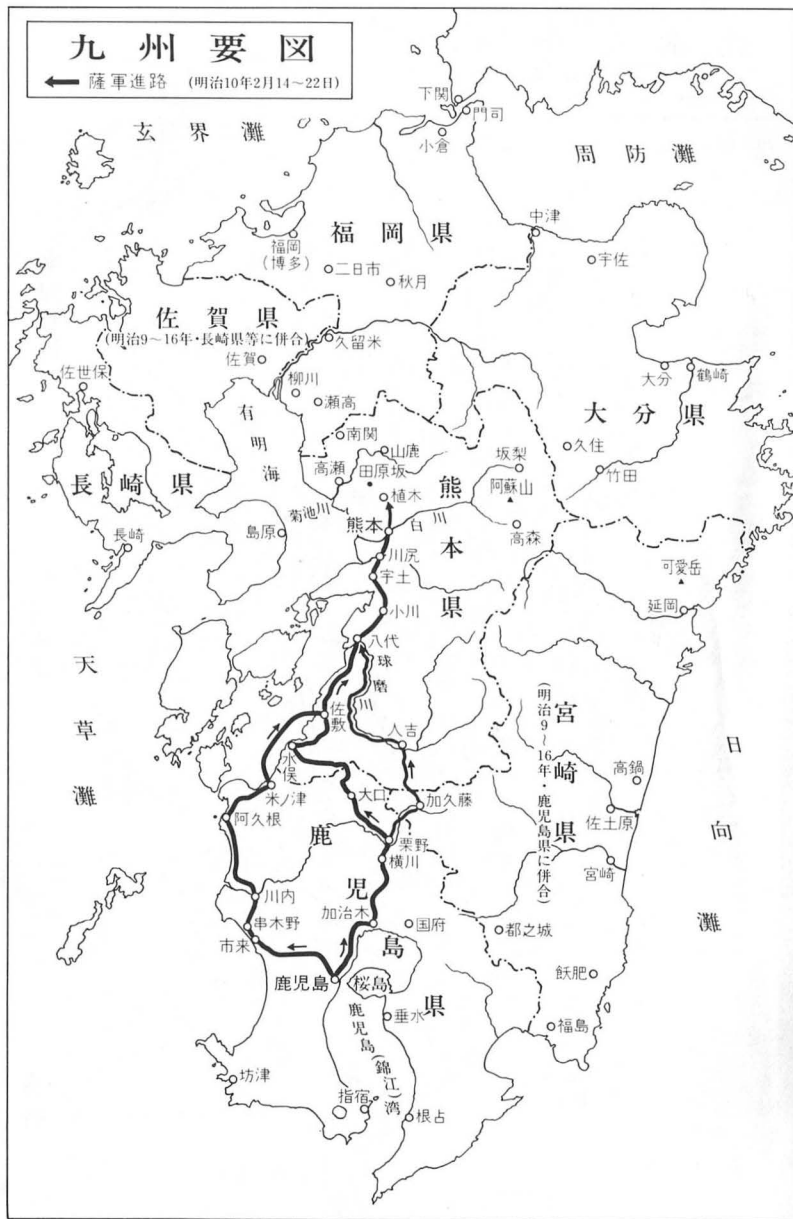 九州要図
薩軍進路 (明治10年2月14~22日)
下関
門司
小倉
玄界灘
周防灘
中津
宇佐
福岡県
福岡
(博多)
二日市
秋月
佐賀県
(明治9~16年・長崎県等に併合)
佐賀
久留米
佐世保
柳川
瀬高
大分
鶴崎
大分県
有明海
南関
山鹿
久住
竹田
坂梨
高瀬
田原坂
長崎県
植木
阿蘇山
菊池川
熊本県
熊本
白川
高森
長崎
島原
川尻
宇土
可愛岳
延岡
小川
八代
球磨川
天草灘
佐敷
人吉
水俣
宮崎県
(明治9~16年・鹿児島県に併合)
日向灘
高鍋
米ノ津
大口
加久藤
佐土原
阿久根
鹿児島県
栗野
横川
宮崎
川内
串木野
市来
加治木
国府
都之城
鹿児島
桜島
飫肥
垂水
福島
鹿児島(錦江)湾
坊津
指宿
根占